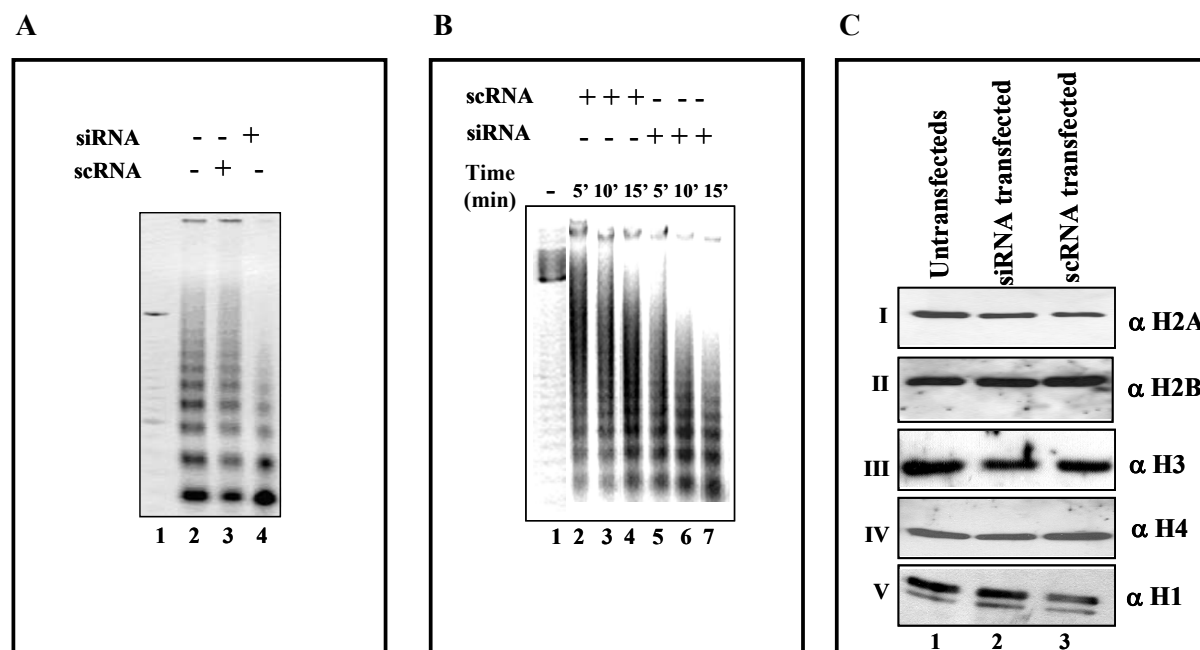 A
B
C
siRNA - - +
scRNA - + -
1 2 3 4
scRNA + + + - - -
siRNA - - - + + +
Time
(min)
- 5’ 10’ 15’ 5’ 10’ 15’
1 2 3 4 5 6 7
Untransfecteds
siRNA transfected
scRNA transfected
I α H2A
II α H2B
III α H3
IV α H4
V α H1
1 2 3